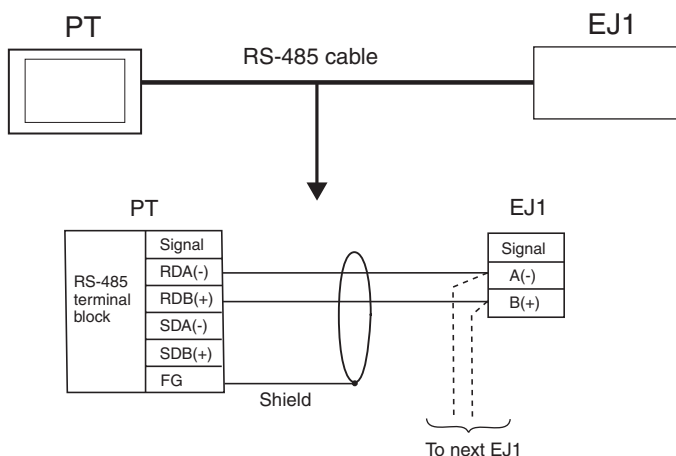 PT
EJ1
RS-485 cable
PT
EJ1
RS-485
terminal
block
Signal
RDA(-)
RDB(+)
SDA(-)
SDB(+)
FG
Signal
A(-)
B(+)
Shield
To next EJ1